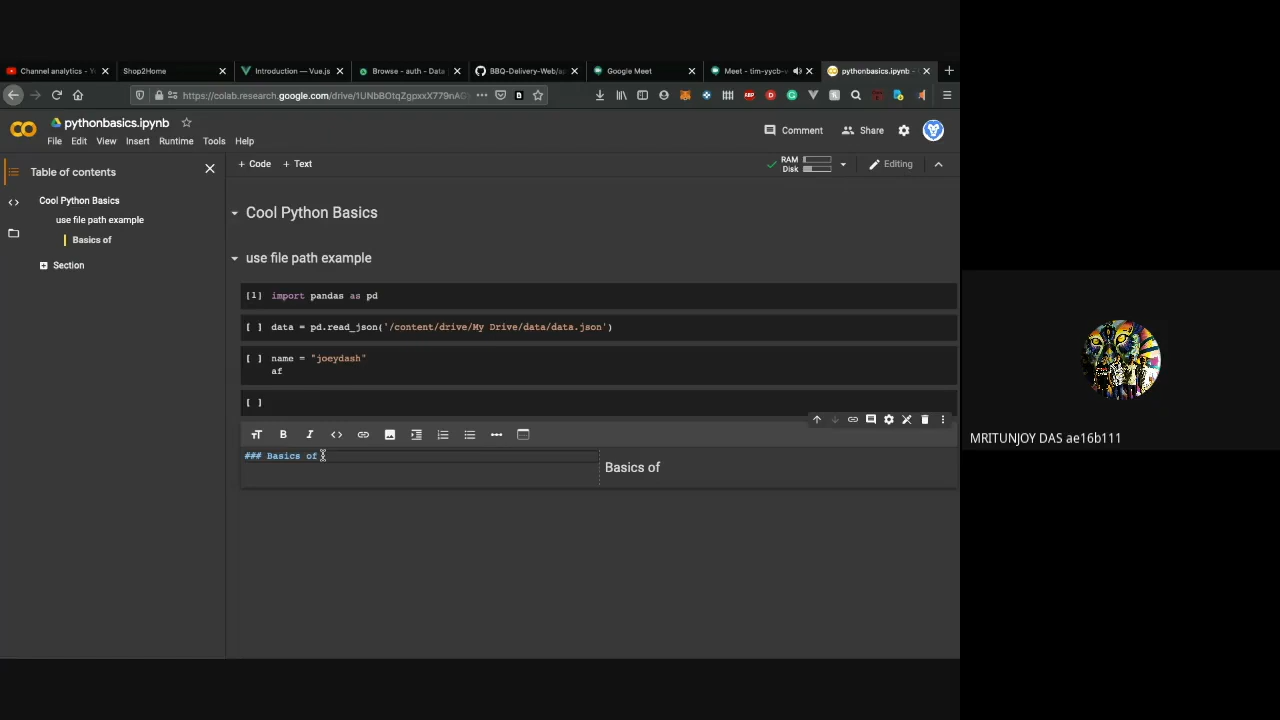 Channel analytics - Y
Shop2Home
Introduction — Vue.js
Browse - auth - Data
BBQ-Delivery-Web/a
Google Meet
Meet - tim-yycb-v
pythonbasics.ipynb -
https://colab.research.google.com/drive/
pythonbasics.ipynb
Comment
Share
File Edit View Insert Runtime Tools Help
Table of contents
+ Code + Text
RAM
Disk
Editing
Cool Python Basics
use file path example
Basics of
Section
Cool Python Basics
use file path example
[1] import pandas as pd
[ ] data = pd.read_json('/content/drive/My Drive/data/data.json')
[ ] name = "joeydash"
af
[ ]
### Basics of
Basics of
MRITUNJOY DAS ae16b111